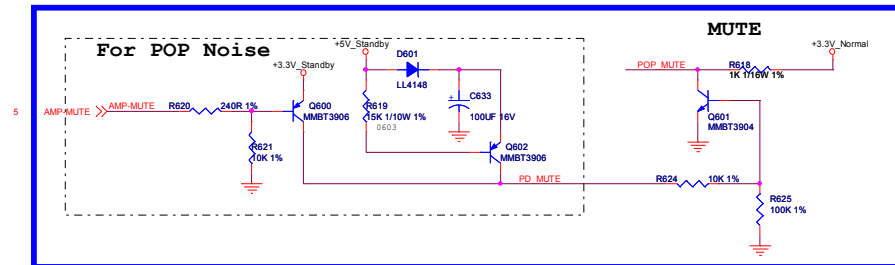 MUTE
For POP Noise
+5V_Standby
+3.3V_Normal
D601
+3.3V_Standby
LL4148
POP_MUTE
R618
1K 1/16W 1%
5
AMP-MUTE
AMP-MUTE
R620
240R 1%
Q600
MMBT3906
R619
15K 1/10W 1%
0603
+
C633
100UF 16V
Q601
MMBT3904
R621
10K 1%
Q602
MMBT3906
PD_MUTE
R624
10K 1%
R625
100K 1%